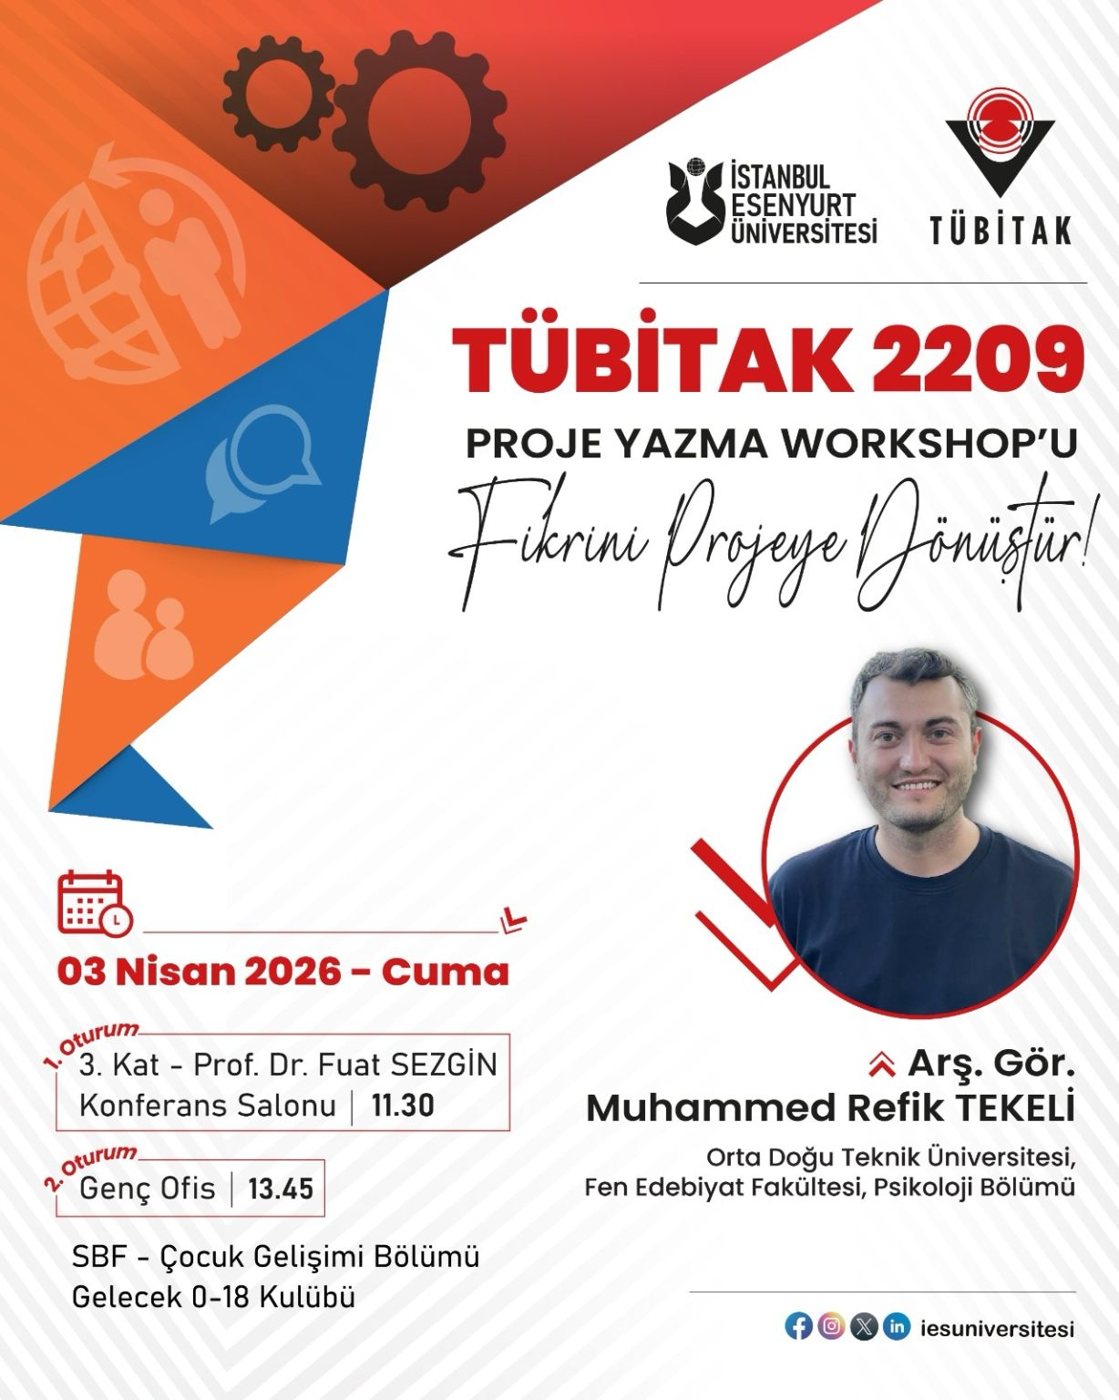 İSTANBUL
ESENYURT
ÜNİVERSİTESİ
TÜBİTAK
TÜBİTAK 2209
PROJE YAZMA WORKSHOP’U
Fikrini Projeye Dönüştür!
03 Nisan 2026 - Cuma
1. Oturum
3. Kat - Prof. Dr. Fuat SEZGİN
Konferans Salonu | 11.30
2. Oturum
Genç Ofis | 13.45
SBF - Çocuk Gelişimi Bölümü
Gelecek 0-18 Kulübü
Arş. Gör.
Muhammed Refik TEKELİ
Orta Doğu Teknik Üniversitesi,
Fen Edebiyat Fakültesi, Psikoloji Bölümü
iesuniversitesi